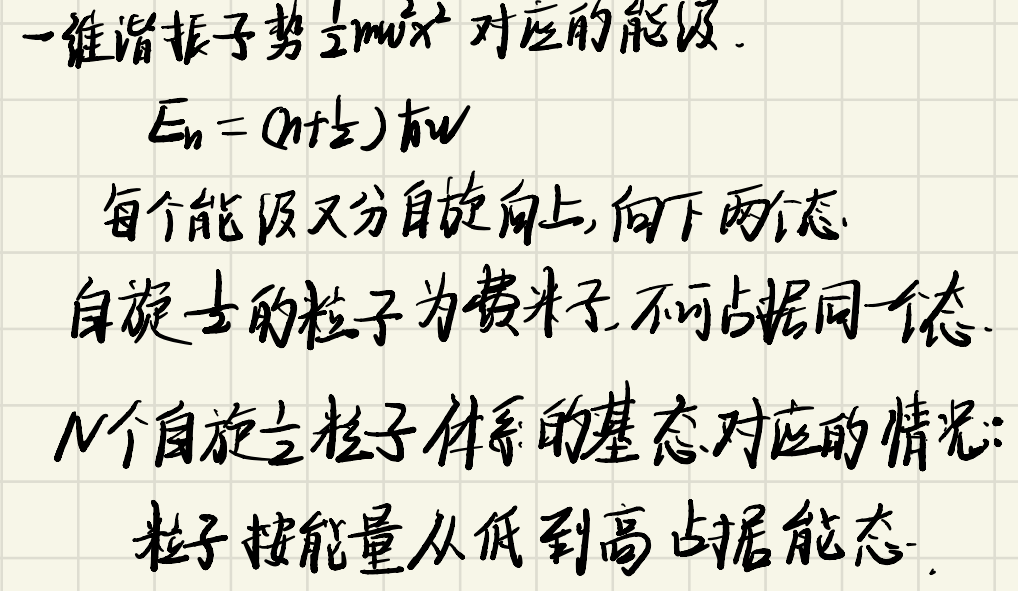 一维谐振子势 ½mω²x² 对应的能级.
Eₙ = (n+½)ħω
每个能级又分自旋向上,向下两个态.
自旋½的粒子为费米子,不可占据同一个态.
N个自旋½粒子体系的基态对应的情况:
粒子按能量从低到高占据能态.